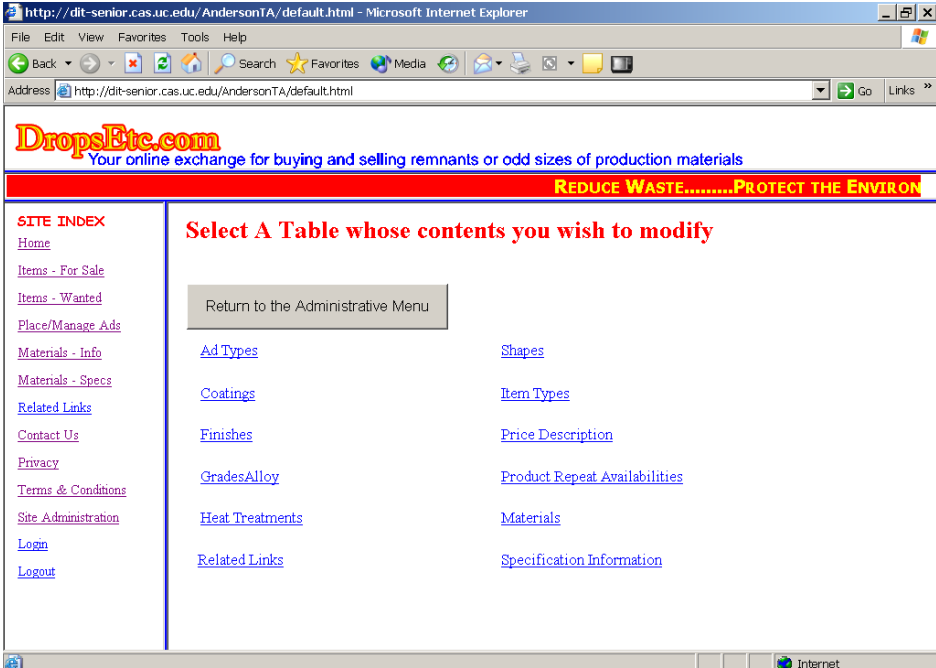 http://dit-senior.cas.uc.edu/AndersonTA/default.html - Microsoft Internet Explorer
File Edit View Favorites Tools Help
Back Search Favorites Media
Address http://dit-senior.cas.uc.edu/AndersonTA/default.html Go Links »
DropsEtc.com
Your online exchange for buying and selling remnants or odd sizes of production materials
REDUCE WASTE.........PROTECT THE ENVIRON
SITE INDEX
Home
Items - For Sale
Items - Wanted
Place/Manage Ads
Materials - Info
Materials - Specs
Related Links
Contact Us
Privacy
Terms & Conditions
Site Administration
Login
Logout
Select A Table whose contents you wish to modify
Return to the Administrative Menu
Ad Types Shapes
Coatings Item Types
Finishes Price Description
GradesAlloy Product Repeat Availabilities
Heat Treatments Materials
Related Links Specification Information
Internet